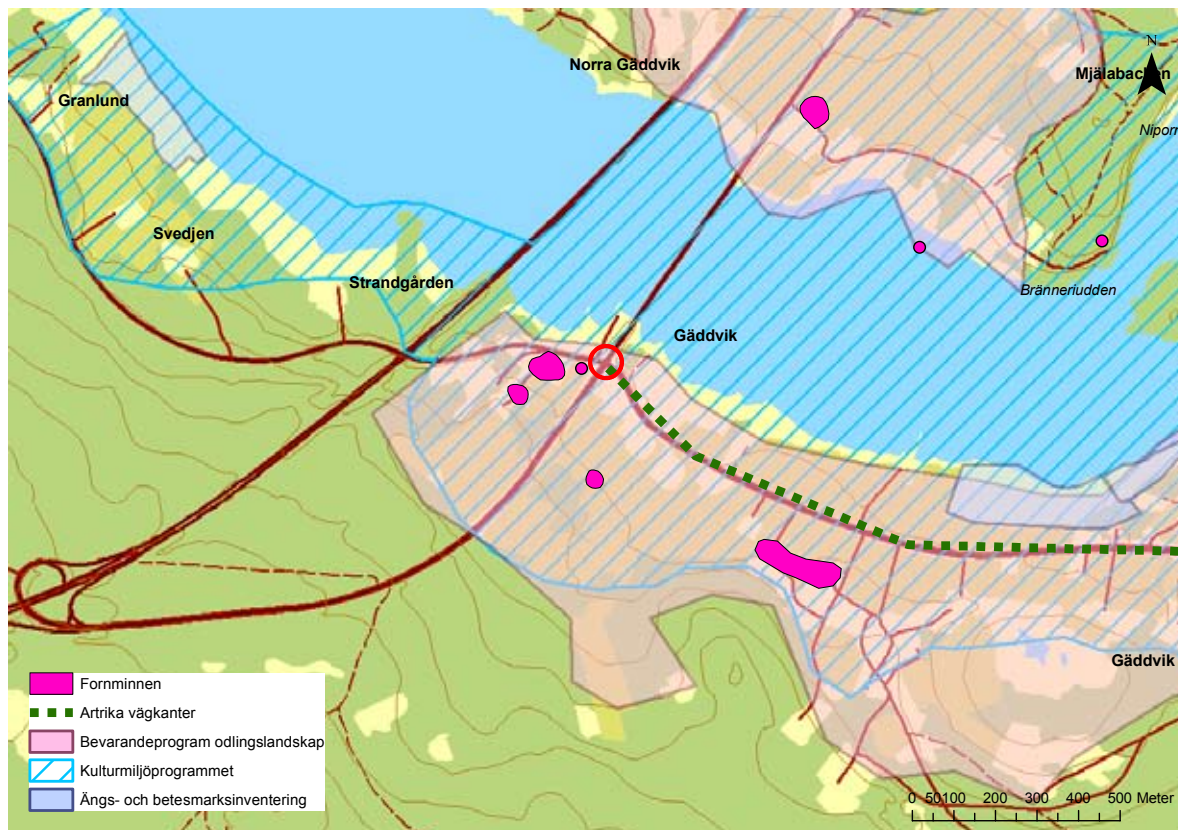 Norra Gäddvik
N
Mjälabacken
Granlund
Niporn
Svedjen
Strandgården
Bränneriudden
Gäddvik
Gäddvik
Fornminnen
Artrika vägkanter
Bevarandeprogram odlingslandskap
Kulturmiljöprogrammet
Ängs- och betesmarksinventering
0 50100 200 300 400 500 Meter